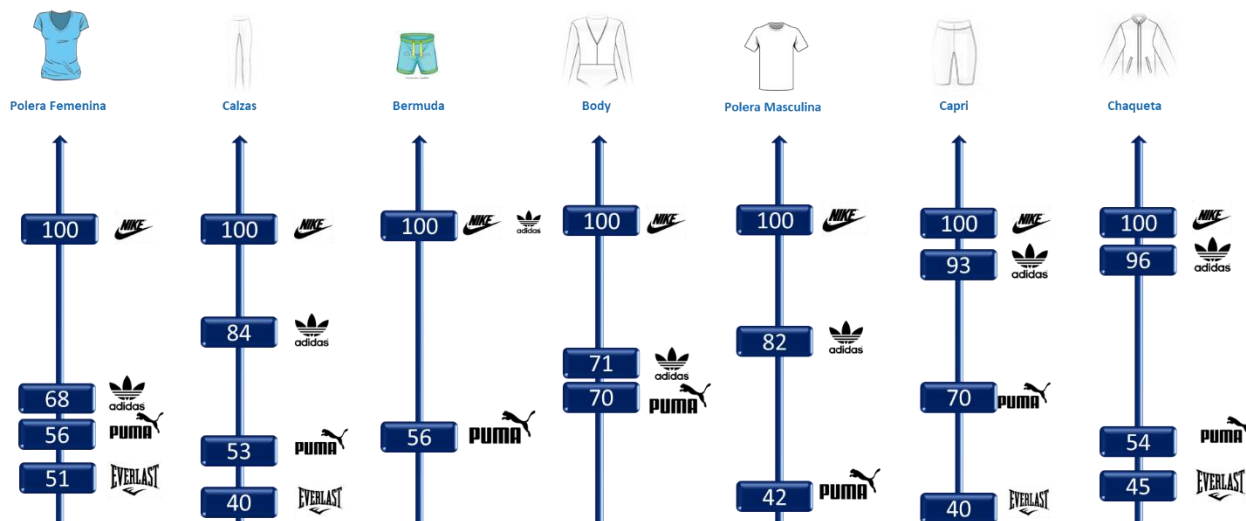 Polera Femenina
100 NIKE
68 adidas
56 PUMA
51 EVERLAST
Calzas
100 NIKE
84 adidas
53 PUMA
40 EVERLAST
Bermuda
100 NIKE adidas
56 PUMA
Body
100 NIKE
71 adidas
70 PUMA
Polera Masculina
100 NIKE
82 adidas
42 PUMA
Capri
100 NIKE
93 adidas
70 PUMA
40 EVERLAST
Chaqueta
100 NIKE
96 adidas
54 PUMA
45 EVERLAST